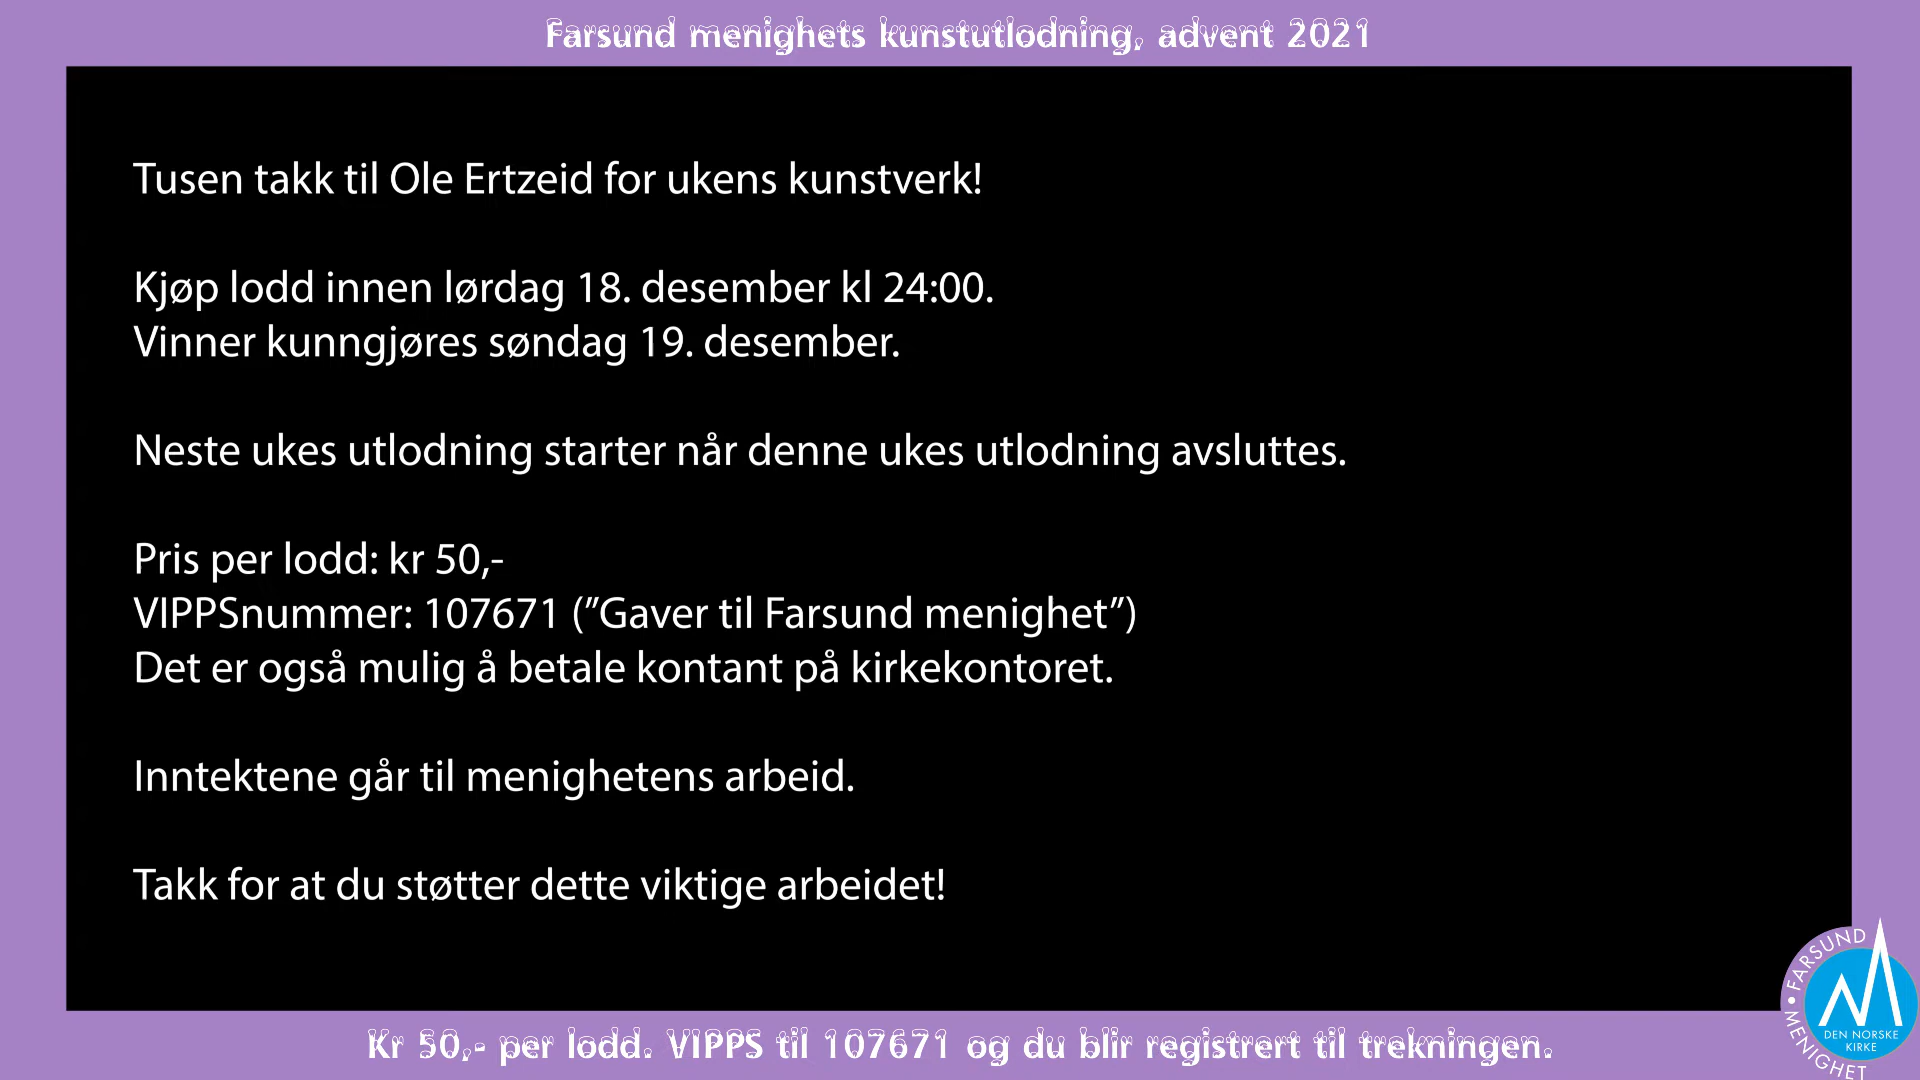 Farsund menighets kunstutlodning, advent 2021
Tusen takk til Ole Ertzeid for ukens kunstverk!
Kjøp lodd innen lørdag 18. desember kl 24:00.
Vinner kunngjøres søndag 19. desember.
Neste ukes utlodning starter når denne ukes utlodning avsluttes.
Pris per lodd: kr 50,-
VIPPSnummer: 107671 (”Gaver til Farsund menighet”)
Det er også mulig å betale kontant på kirkekontoret.
Inntektene går til menighetens arbeid.
Takk for at du støtter dette viktige arbeidet!
• FARSUND MENIGHET
DEN NORSKE
KIRKE
Kr 50,- per lodd. VIPPS til 107671 og du blir registrert til trekningen.